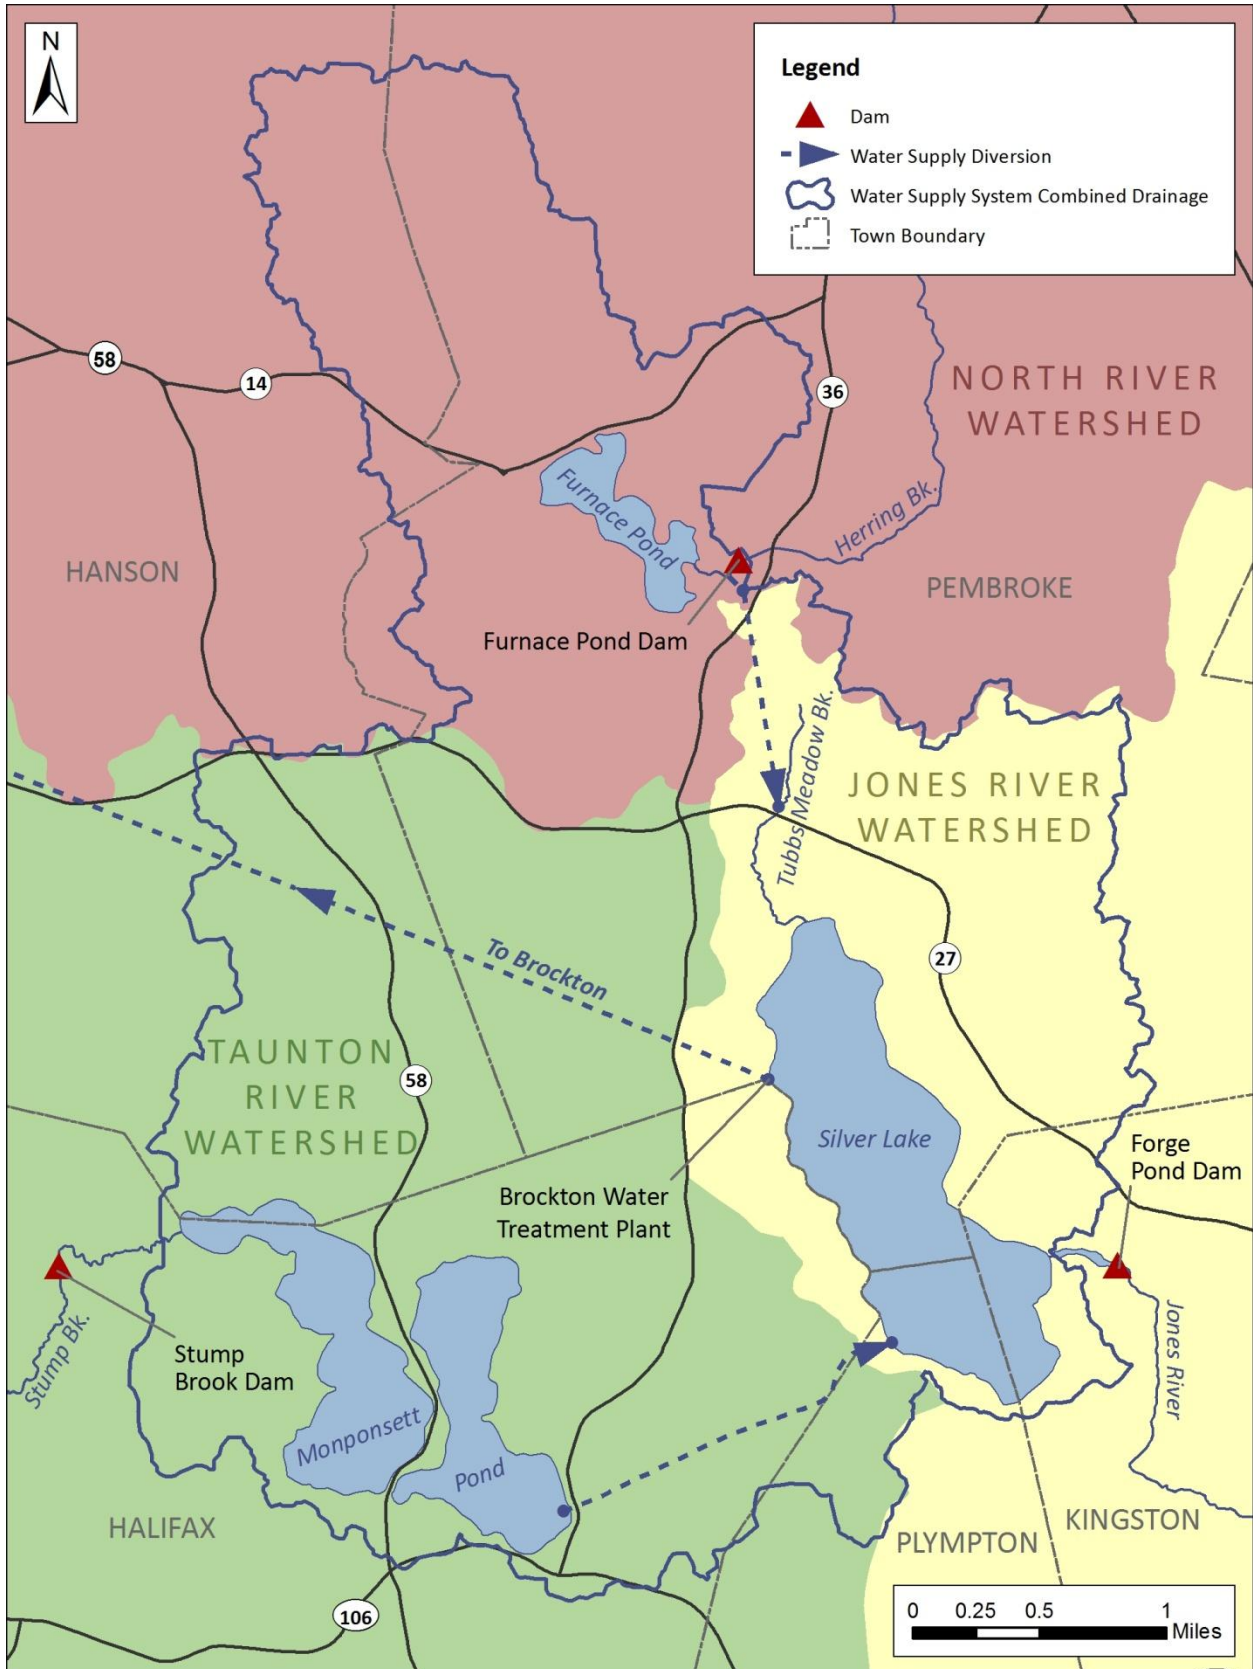 N
Legend
Dam
Water Supply Diversion
Water Supply System Combined Drainage
Town Boundary
58
14
36
NORTH RIVER
WATERSHED
Furnace Pond
Herring Bk.
HANSON
PEMBROKE
Furnace Pond Dam
Tubbs Meadow Bk.
JONES RIVER
WATERSHED
To Brockton
27
TAUNTON
RIVER
WATERSHED
58
Silver Lake
Forge
Pond Dam
Brockton Water
Treatment Plant
Stump Bk.
Stump
Brook Dam
Jones River
Monponsett
Pond
HALIFAX
KINGSTON
PLYMPTON
106
0 0.25 0.5 1
Miles